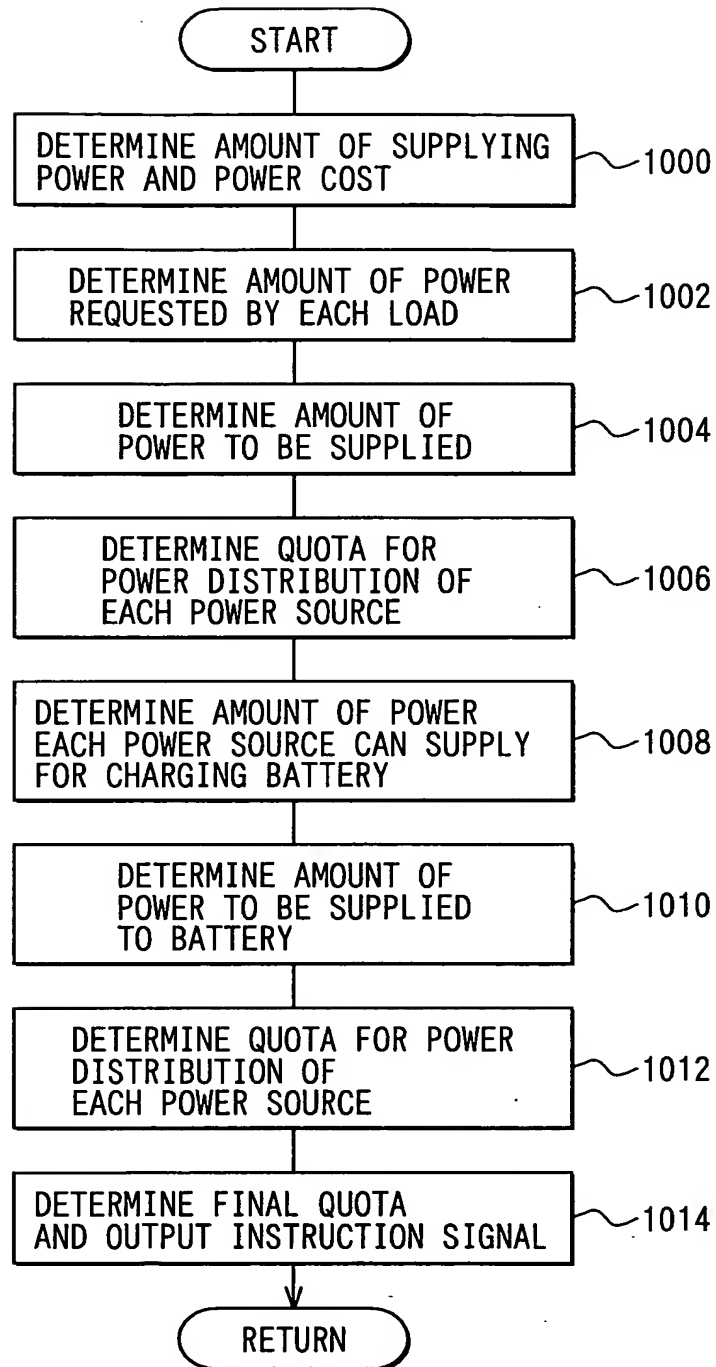 START
DETERMINE AMOUNT OF SUPPLYING
POWER AND POWER COST
1000
DETERMINE AMOUNT OF POWER
REQUESTED BY EACH LOAD
1002
DETERMINE AMOUNT OF
POWER TO BE SUPPLIED
1004
DETERMINE QUOTA FOR
POWER DISTRIBUTION OF
EACH POWER SOURCE
1006
DETERMINE AMOUNT OF POWER
EACH POWER SOURCE CAN SUPPLY
FOR CHARGING BATTERY
1008
DETERMINE AMOUNT OF
POWER TO BE SUPPLIED
TO BATTERY
1010
DETERMINE QUOTA FOR POWER
DISTRIBUTION OF
EACH POWER SOURCE
1012
DETERMINE FINAL QUOTA
AND OUTPUT INSTRUCTION SIGNAL
1014
RETURN